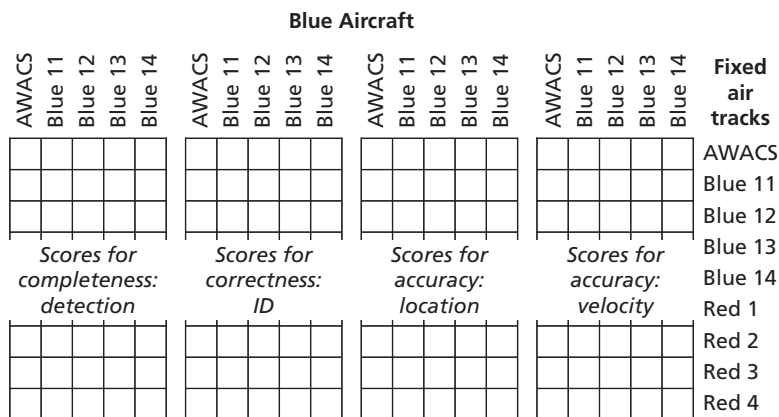 Blue Aircraft
AWACS
Blue 11
Blue 12
Blue 13
Blue 14
AWACS
Blue 11
Blue 12
Blue 13
Blue 14
AWACS
Blue 11
Blue 12
Blue 13
Blue 14
AWACS
Blue 11
Blue 12
Blue 13
Blue 14
Fixed
air
tracks
AWACS
Blue 11
Blue 12
Blue 13
Blue 14
Red 1
Red 2
Red 3
Red 4
Scores for
completeness:
detection
Scores for
correctness:
ID
Scores for
accuracy:
location
Scores for
accuracy:
velocity